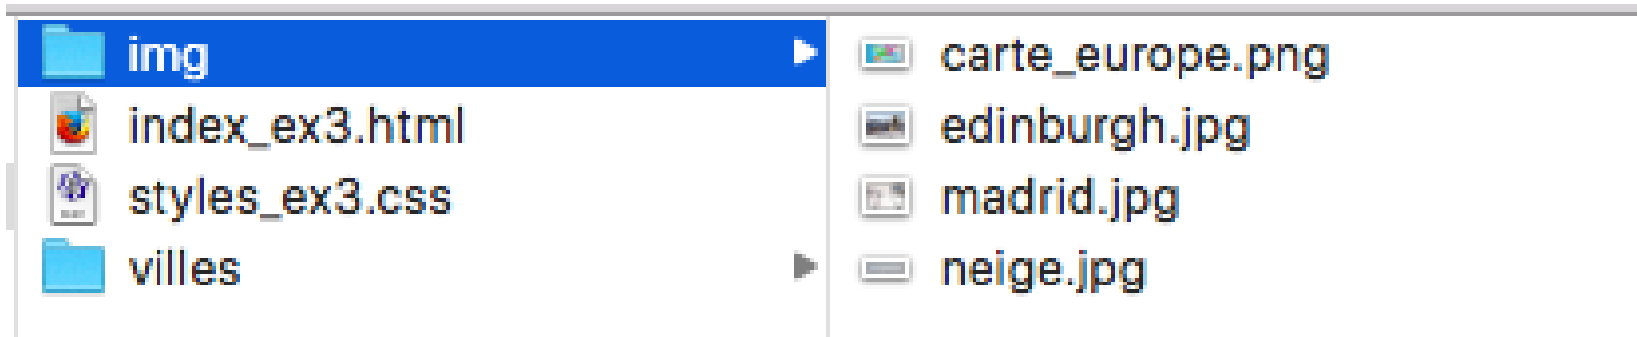 img
index_ex3.html
styles_ex3.css
villes
carte_europe.png
edinburgh.jpg
madrid.jpg
neige.jpg